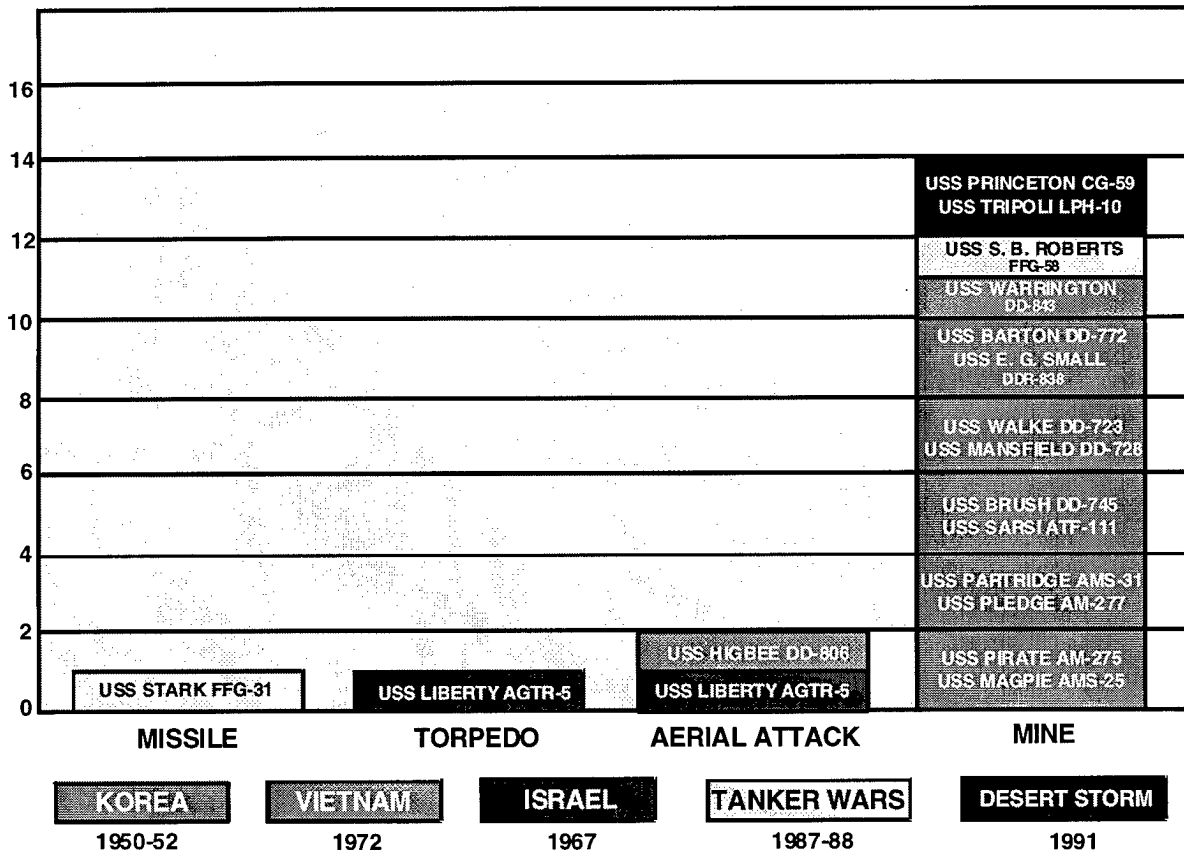 16
14
12
10
8
6
4
2
0
USS PRINCETON CG-59
USS TRIPOLI LPH-10
USS S. B. ROBERTS
FFG-58
USS WARRINGTON
DD-843
USS BARTON DD-772
USS E. G. SMALL
DDR-838
USS WALKE DD-723
USS MANSFIELD DD-728
USS BRUSH DD-745
USS SARSI ATF-111
USS PARTRIDGE AMS-31
USS PLEDGE AM-277
USS PIRATE AM-275
USS MAGPIE AMS-25
USS HIGBEE DD-806
USS LIBERTY AGTR-5
USS LIBERTY AGTR-5
USS STARK FFG-31
MISSILE
TORPEDO
AERIAL ATTACK
MINE
KOREA
1950-52
VIETNAM
1972
ISRAEL
1967
TANKER WARS
1987-88
DESERT STORM
1991